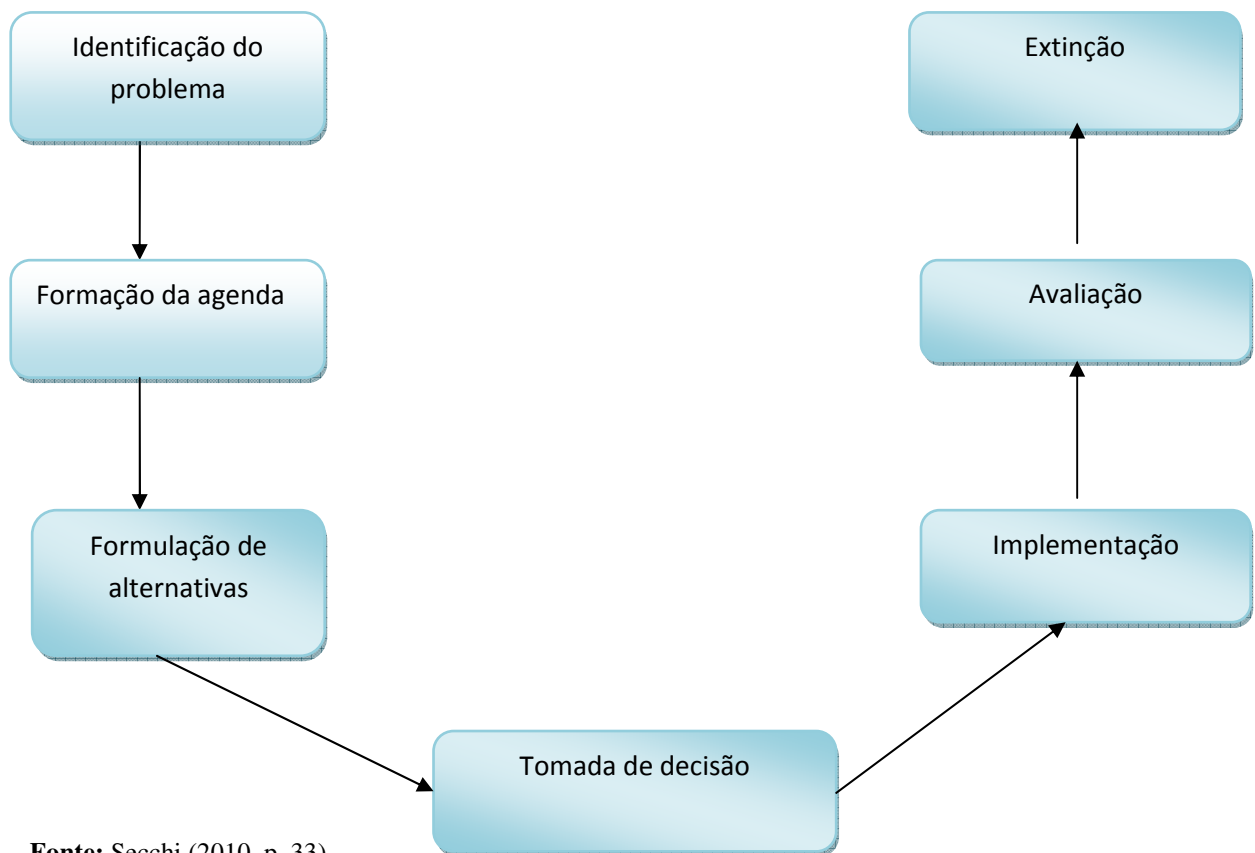 Identificação do
problema
Formação da agenda
Formulação de
alternativas
Tomada de decisão
Implementação
Avaliação
Extinção
Fonte: Secchi (2010, p. 33)